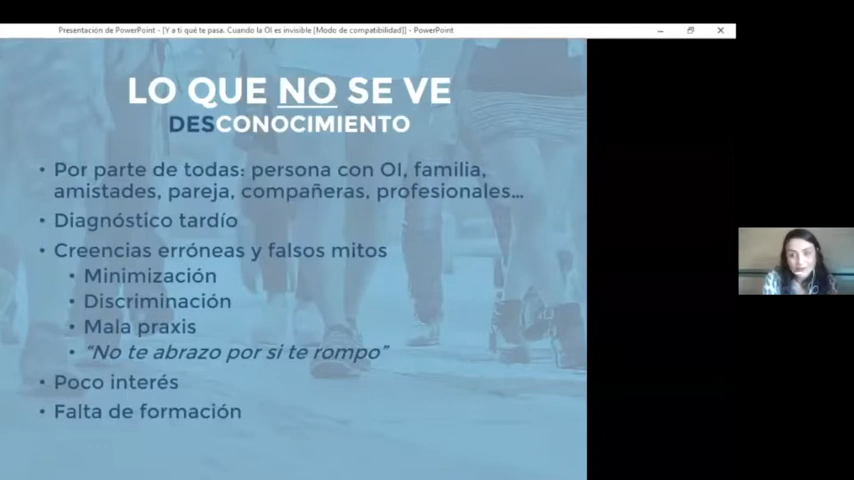 Presentación de PowerPoint - [Y a ti qué te pasa. Cuando la OI es invisible [Modo de compatibilidad]] - PowerPoint
LO QUE NO SE VE
DESCONOCIMIENTO
• Por parte de todas: persona con OI, familia,
amistades, pareja, compañeras, profesionales...
• Diagnóstico tardío
• Creencias erróneas y falsos mitos
• Minimización
• Discriminación
• Mala praxis
• “No te abrazo por si te rompo”
• Poco interés
• Falta de formación